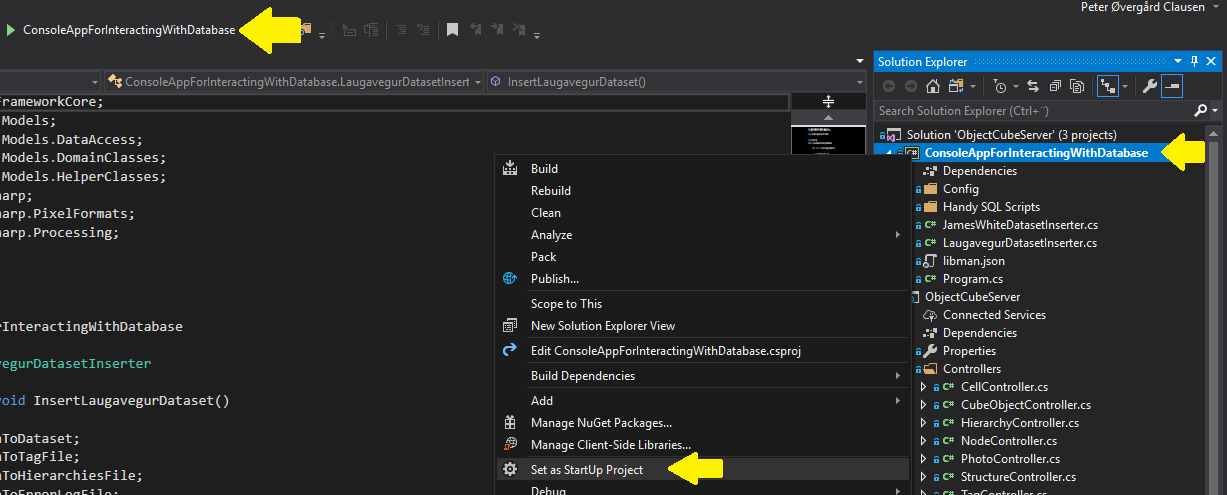 Peter Øvergård Clausen
ConsoleAppForInteractingWithDatabase
ConsoleAppForInteractingWithDatabase.LaugavegurDatasetInsert
InsertLaugavegurDataset()
FrameworkCore;
Models;
Models.DataAccess;
Models.DomainClasses;
Models.HelperClasses;
harp;
harp.PixelFormats;
harp.Processing;
rInteractingWithDatabase
vegurDatasetInserter
void InsertLaugavegurDataset()
hToDataset;
hToTagFile;
hToHierarchiesFile;
hToErrorLogFile;
Build
Rebuild
Clean
Analyze
Pack
Publish...
Scope to This
New Solution Explorer View
Edit ConsoleAppForInteractingWithDatabase.csproj
Build Dependencies
Add
Manage NuGet Packages...
Manage Client-Side Libraries...
Set as StartUp Project
Debug
Solution Explorer
Search Solution Explorer (Ctrl+¨)
Solution 'ObjectCubeServer' (3 projects)
C# ConsoleAppForInteractingWithDatabase
Dependencies
Config
Handy SQL Scripts
C# JamesWhiteDatasetInserter.cs
C# LaugavegurDatasetInserter.cs
libman.json
C# Program.cs
ObjectCubeServer
Connected Services
Dependencies
Properties
Controllers
C# CellController.cs
C# CubeObjectController.cs
C# HierarchyController.cs
C# NodeController.cs
C# PhotoController.cs
C# StructureController.cs
C# TagController.cs